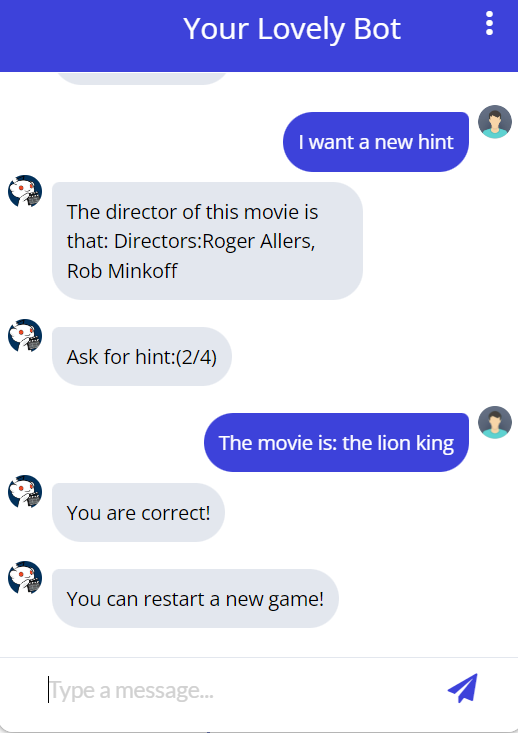 Your Lovely Bot
I want a new hint
The director of this movie is
that: Directors:Roger Allers,
Rob Minkoff
Ask for hint:(2/4)
The movie is: the lion king
You are correct!
You can restart a new game!
Type a message...